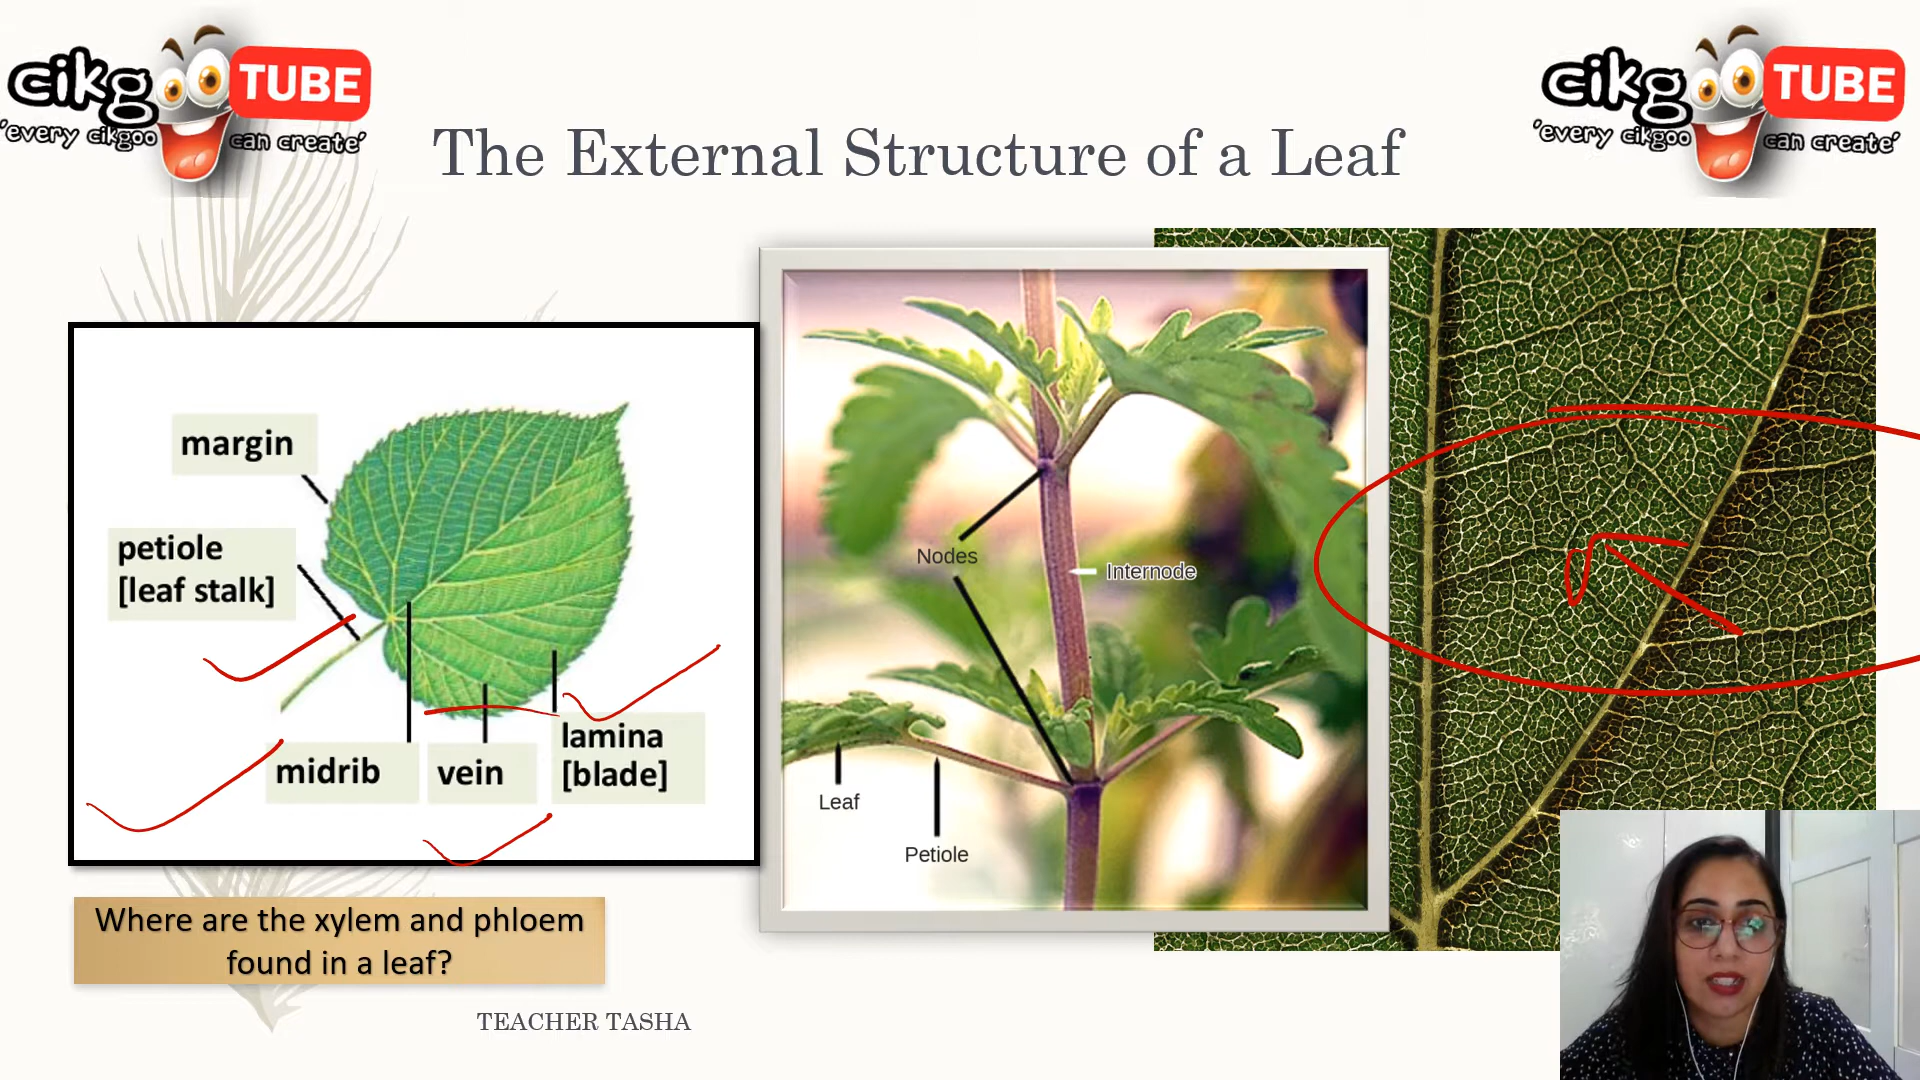 cikgoo TUBE
'every cikgoo can create'
cikgoo TUBE
'every cikgoo can create'
The External Structure of a Leaf
margin
petiole
[leaf stalk]
midrib
vein
lamina
[blade]
Nodes
Internode
Leaf
Petiole
Where are the xylem and phloem
found in a leaf?
TEACHER TASHA